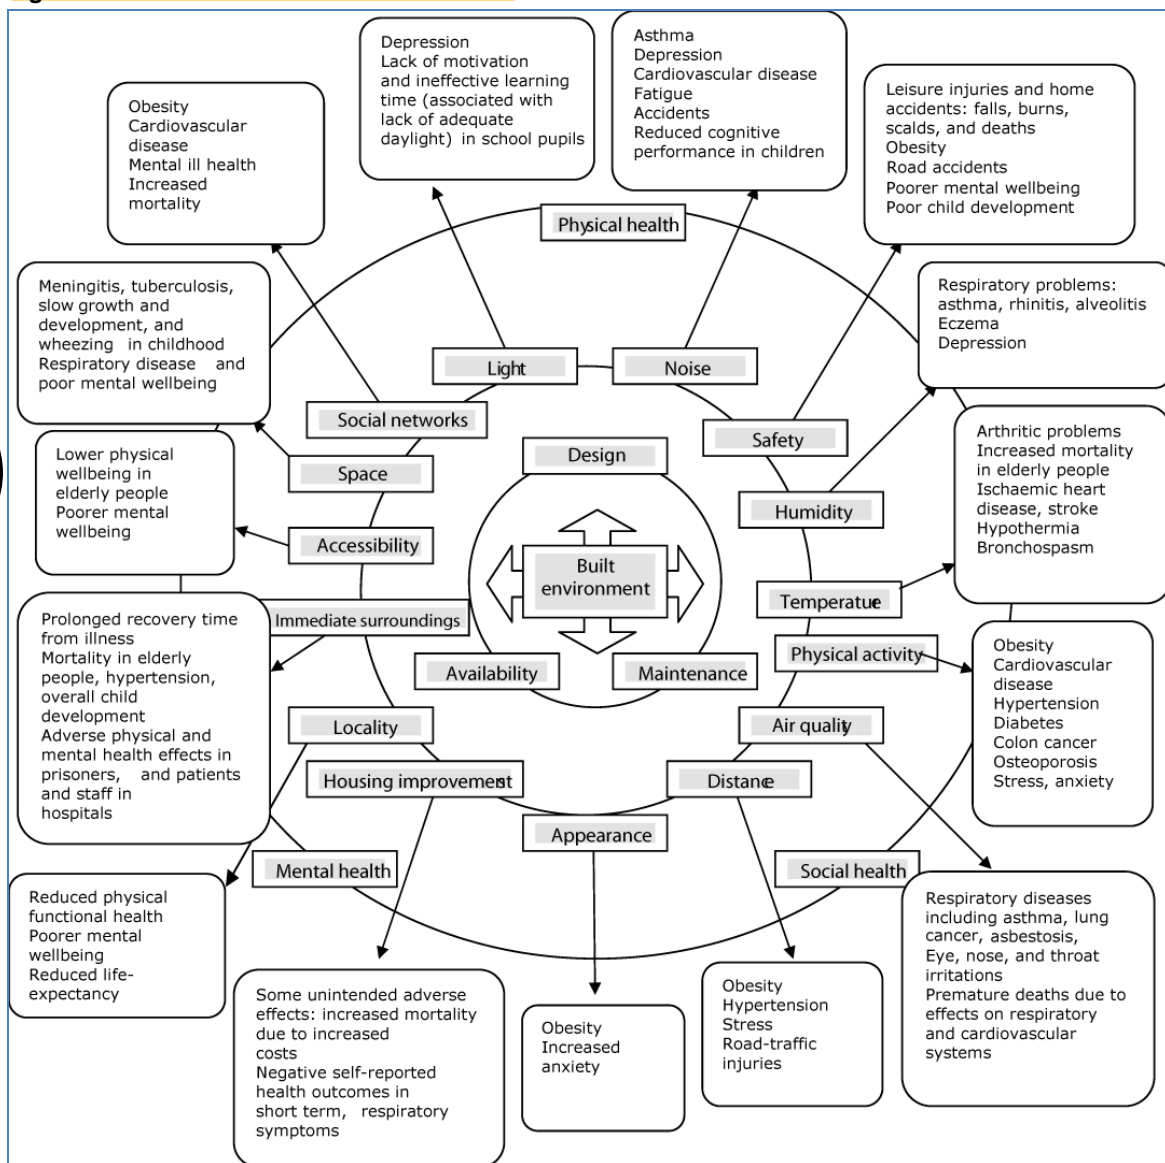 Depression
Lack of motivation
and ineffective learning
time (associated with
lack of adequate
daylight) in school pupils
Asthma
Depression
Cardiovascular disease
Fatigue
Accidents
Reduced cognitive
performance in children
Leisure injuries and home
accidents: falls, burns,
scalds, and deaths
Obesity
Road accidents
Poorer mental wellbeing
Poor child development
Obesity
Cardiovascular
disease
Mental ill health
Increased
mortality
Physical health
Meningitis, tuberculosis,
slow growth and
development, and
wheezing in childhood
Respiratory disease and
poor mental wellbeing
Respiratory problems:
asthma, rhinitis, alveolitis
Eczema
Depression
Light
Noise
Social networks
Safety
Space
Design
Humidity
Accessibility
Built
environment
Temperature
Immediate surroundings
Physical activity
Availability
Maintenance
Locality
Air quality
Housing improvements
Distance
Appearance
Mental health
Social health
Lower physical
wellbeing in
elderly people
Poorer mental
wellbeing
Arthritic problems
Increased mortality
in elderly people
Ischaemic heart
disease, stroke
Hypothermia
Bronchospasm
Prolonged recovery time
from illness
Mortality in elderly
people, hypertension,
overall child
development
Adverse physical and
mental health effects in
prisoners, and patients
and staff in
hospitals
Obesity
Cardiovascular
disease
Hypertension
Diabetes
Colon cancer
Osteoporosis
Stress, anxiety
Reduced physical
functional health
Poorer mental
wellbeing
Reduced life-
expectancy
Some unintended adverse
effects: increased mortality
due to increased
costs
Negative self-reported
health outcomes in
short term, respiratory
symptoms
Obesity
Increased
anxiety
Obesity
Hypertension
Stress
Road-traffic
injuries
Respiratory diseases
including asthma, lung
cancer, asbestosis,
Eye, nose, and throat
irritations
Premature deaths due to
effects on respiratory
and cardiovascular
systems